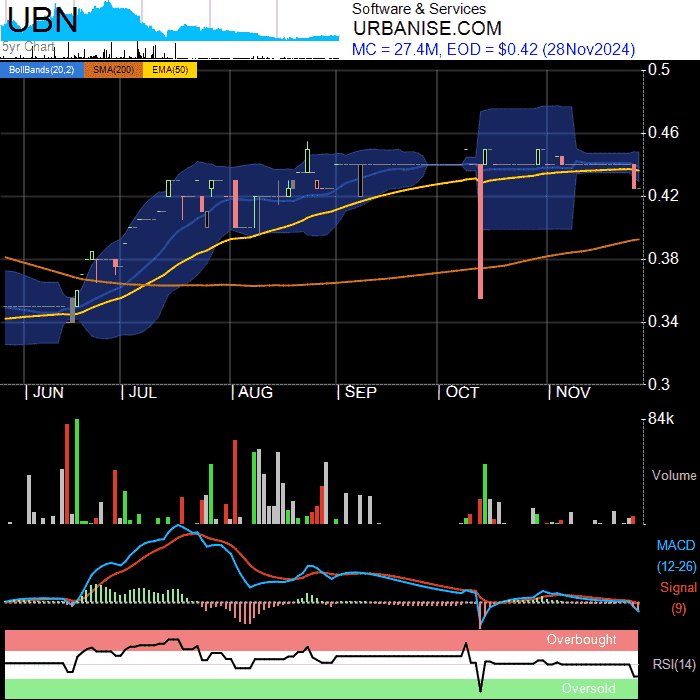 UBN
5yr Chart
Software & Services
URBANISE.COM
MC = 27.4M, EOD = $0.42 (28Nov2024)
BollBands(20,2) SMA(200) EMA(50)
0.5
0.46
0.42
0.38
0.34
0.3
JUN JUL AUG SEP OCT NOV
84k
Volume
MACD
(12-26)
Signal
(9)
Overbought
RSI(14)
Oversold